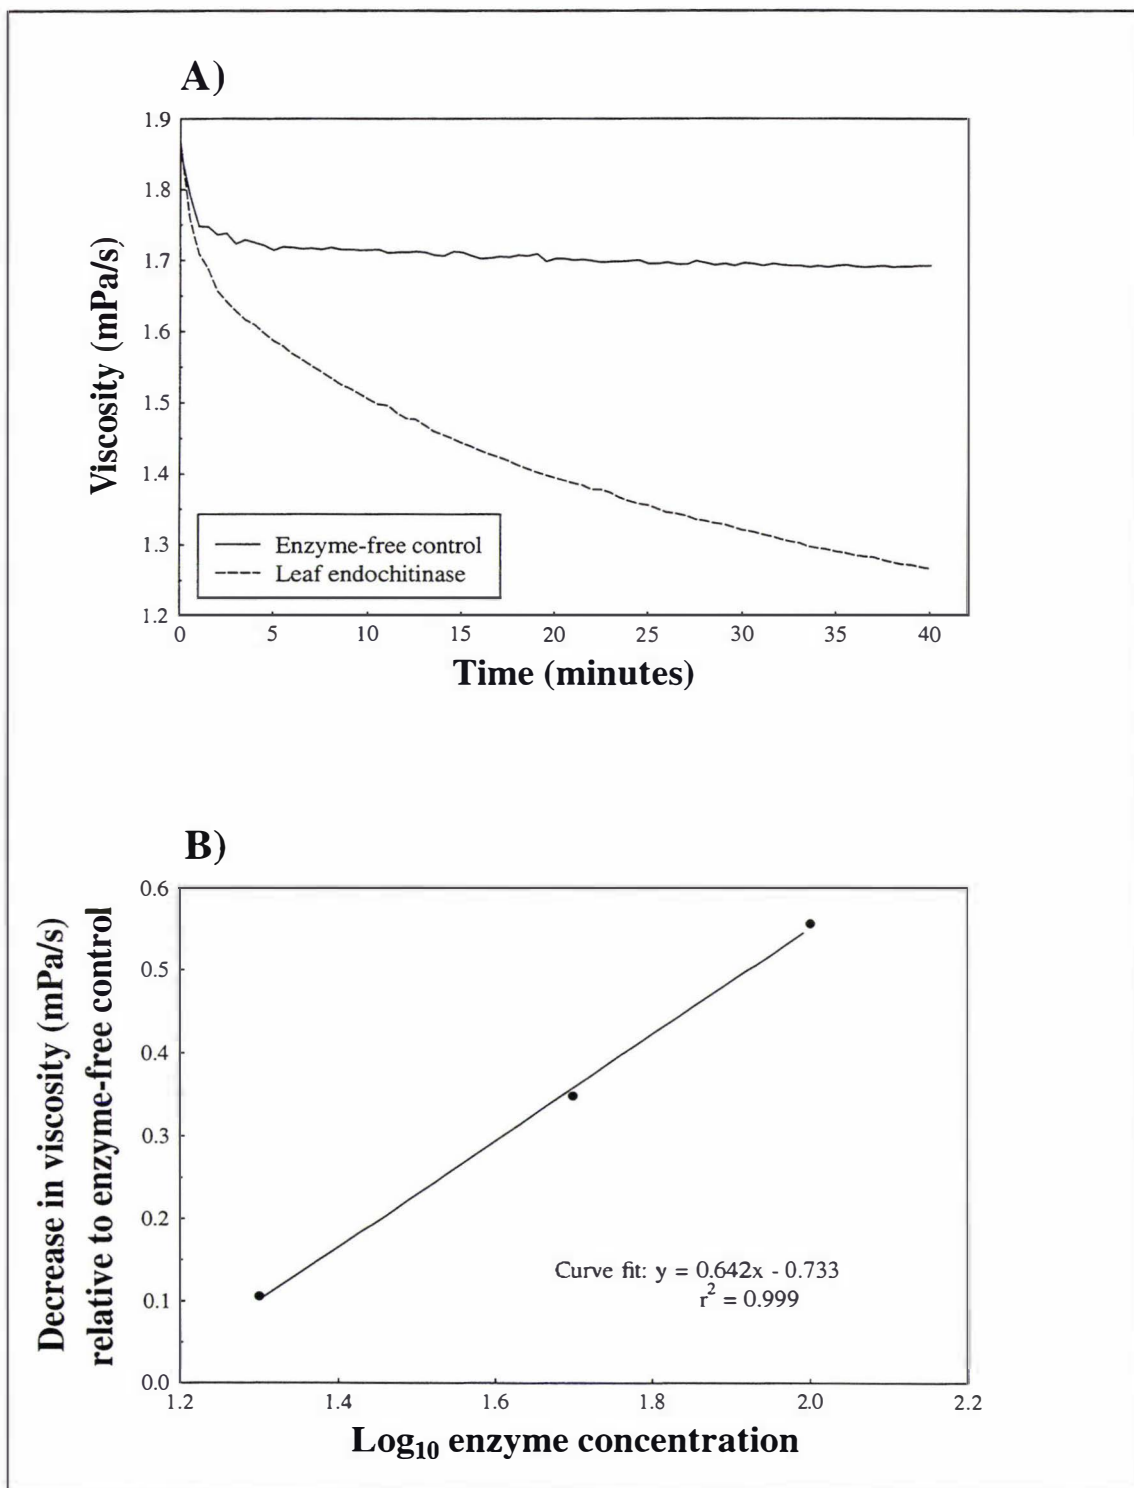 A)
1.9
1.8
1.7
1.6
1.5
1.4
1.3
1.2
Viscosity (mPa/s)
Enzyme-free control
Leaf endochitinase
0 5 10 15 20 25 30 35 40
Time (minutes)
B)
0.6
0.5
0.4
0.3
0.2
0.1
0.0
Decrease in viscosity (mPa/s)
relative to enzyme-free control
Curve fit: y = 0.642x - 0.733
r² = 0.999
1.2 1.4 1.6 1.8 2.0 2.2
Log₁₀ enzyme concentration